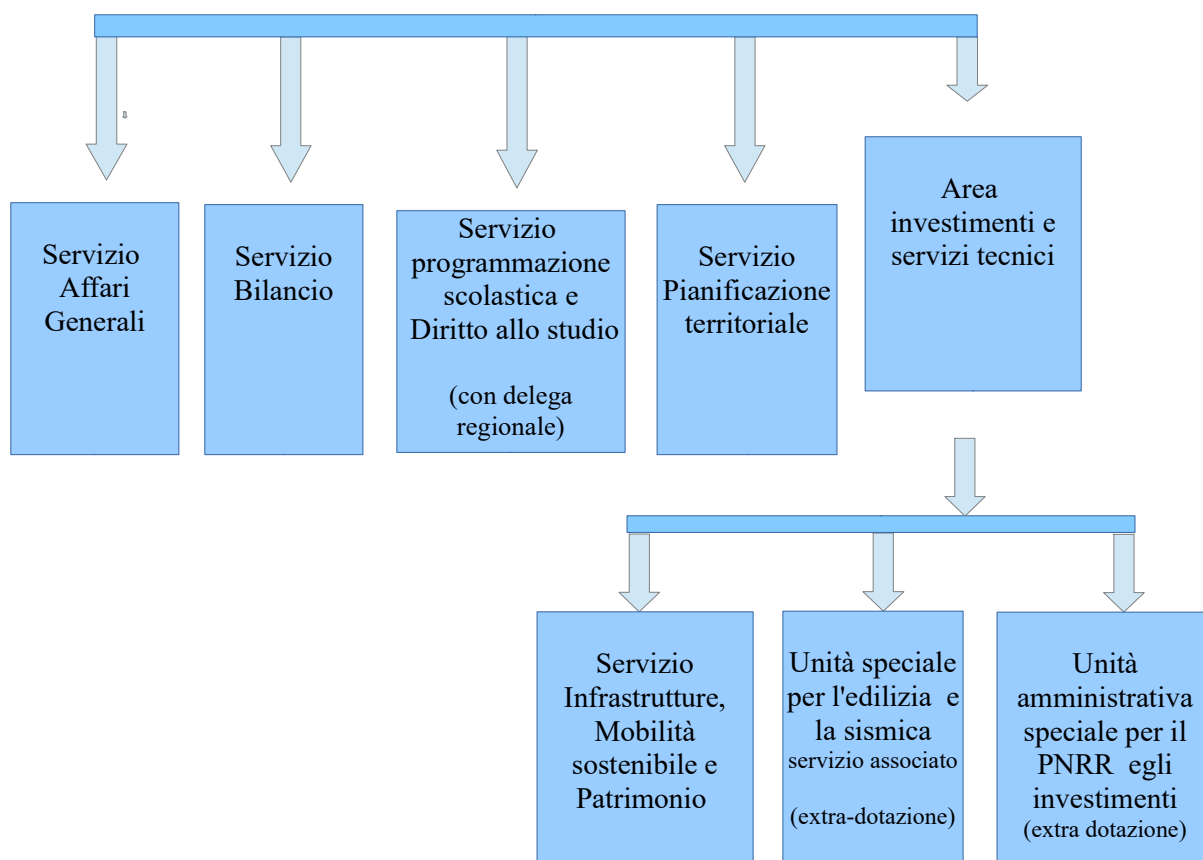 Servizio
Affari
Generali
Servizio
Bilancio
Servizio
programmazione
scolastica e
Diritto allo studio
(con delega
regionale)
Servizio
Pianificazione
territoriale
Area
investimenti e
servizi tecnici
Servizio
Infrastrutture,
Mobilità
sostenibile e
Patrimonio
Unità speciale
per l'edilizia e
la sismica
servizio associato
(extra-dotazione)
Unità
amministrativa
speciale per il
PNRR egli
investimenti
(extra dotazione)